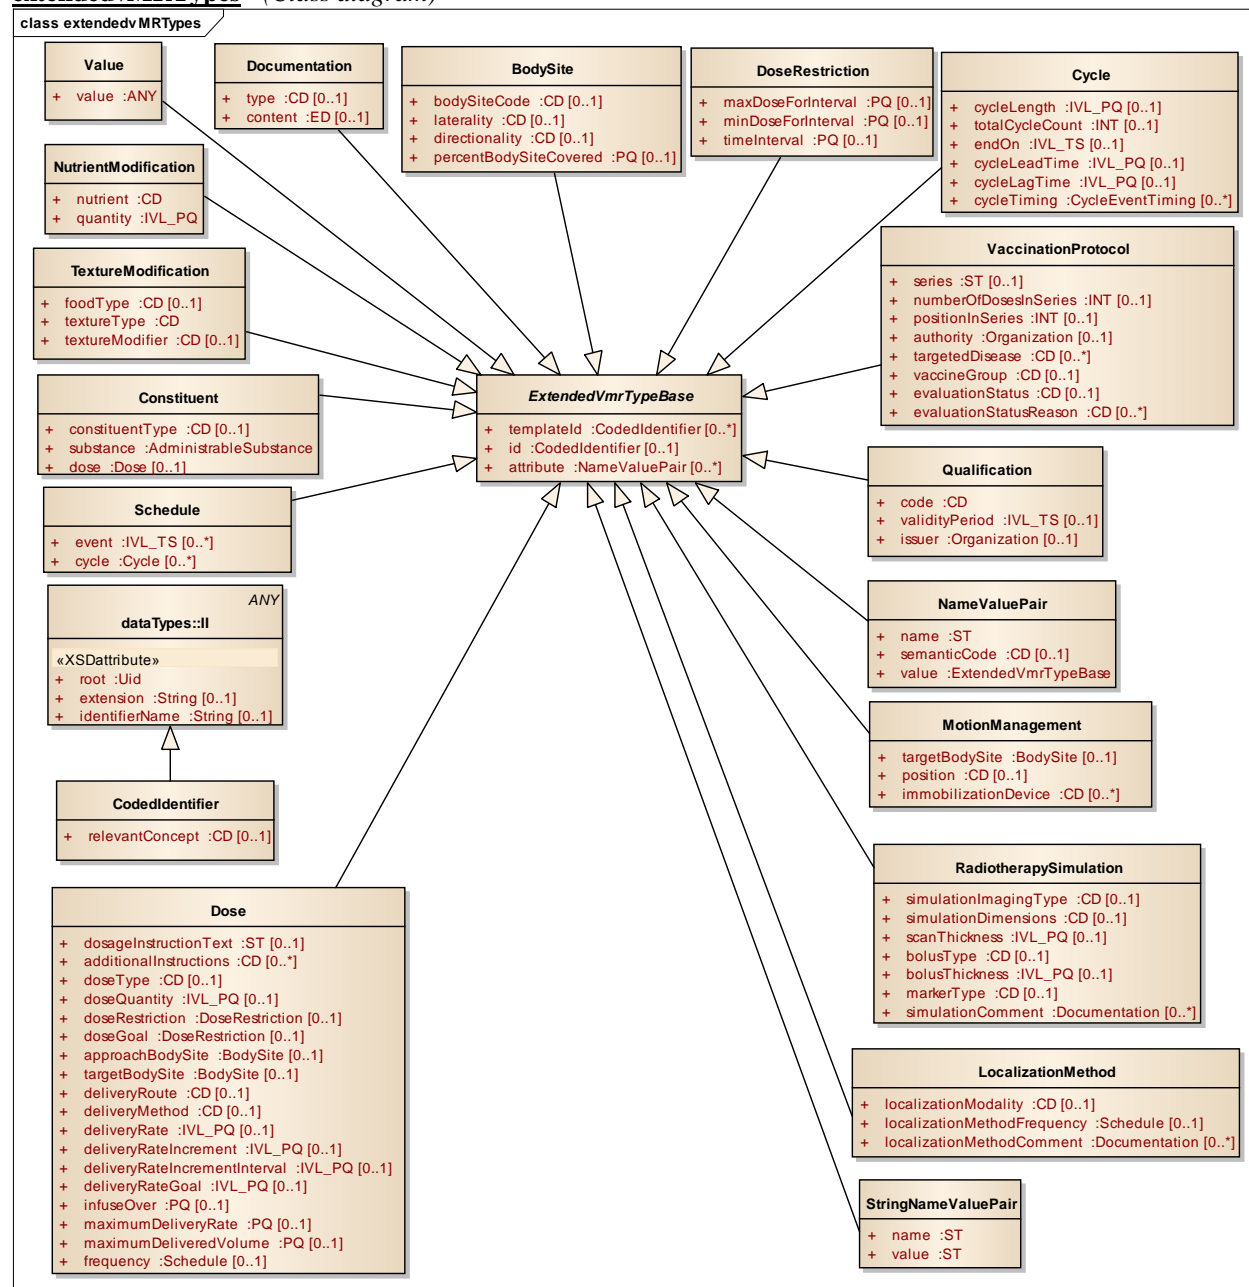 extendedvMRTypes (Class diagram)
class extendedvMRTypes
Value
+ value :ANY
Documentation
+ type :CD [0..1]
+ content :ED [0..1]
BodySite
+ bodySiteCode :CD [0..1]
+ laterality :CD [0..1]
+ directionality :CD [0..1]
+ percentBodySiteCovered :PQ [0..1]
DoseRestriction
+ maxDoseForInterval :PQ [0..1]
+ minDoseForInterval :PQ [0..1]
+ timeInterval :PQ [0..1]
Cycle
+ cycleLength :IVL_PQ [0..1]
+ totalCycleCount :INT [0..1]
+ endOn :IVL_TS [0..1]
+ cycleLeadTime :IVL_PQ [0..1]
+ cycleLagTime :IVL_PQ [0..1]
+ cycleTiming :CycleEventTiming [0..*]
NutrientModification
+ nutrient :CD
+ quantity :IVL_PQ
VaccinationProtocol
+ series :ST [0..1]
+ numberOfDosesInSeries :INT [0..1]
+ positionInSeries :INT [0..1]
+ authority :Organization [0..1]
+ targetedDisease :CD [0..*]
+ vaccineGroup :CD [0..1]
+ evaluationStatus :CD [0..1]
+ evaluationStatusReason :CD [0..*]
TextureModification
+ foodType :CD [0..1]
+ textureType :CD
+ textureModifier :CD [0..1]
ExtendedVmrTypeBase
+ templateId :CodedIdentifier [0..*]
+ id :CodedIdentifier [0..1]
+ attribute :NameValuePair [0..*]
Constituent
+ constituentType :CD [0..1]
+ substance :AdministrableSubstance
+ dose :Dose [0..1]
Qualification
+ code :CD
+ validityPeriod :IVL_TS [0..1]
+ issuer :Organization [0..1]
Schedule
+ event :IVL_TS [0..*]
+ cycle :Cycle [0..*]
ANY
dataTypes::II
«XSDattribute»
+ root :Uid
+ extension :String [0..1]
+ identifierName :String [0..1]
NameValuePair
+ name :ST
+ semanticCode :CD [0..1]
+ value :ExtendedVmrTypeBase
MotionManagement
+ targetBodySite :BodySite [0..1]
+ position :CD [0..1]
+ immobilizationDevice :CD [0..*]
CodedIdentifier
+ relevantConcept :CD [0..1]
RadiotherapySimulation
+ simulationImagingType :CD [0..1]
+ simulationDimensions :CD [0..1]
+ scanThickness :IVL_PQ [0..1]
+ bolusType :CD [0..1]
+ bolusThickness :IVL_PQ [0..1]
+ markerType :CD [0..1]
+ simulationComment :Documentation [0..*]
Dose
+ dosageInstructionText :ST [0..1]
+ additionalInstructions :CD [0..*]
+ doseType :CD [0..1]
+ doseQuantity :IVL_PQ [0..1]
+ doseRestriction :DoseRestriction [0..1]
+ doseGoal :DoseRestriction [0..1]
+ approachBodySite :BodySite [0..1]
+ targetBodySite :BodySite [0..1]
+ deliveryRoute :CD [0..1]
+ deliveryMethod :CD [0..1]
+ deliveryRate :IVL_PQ [0..1]
+ deliveryRateIncrement :IVL_PQ [0..1]
+ deliveryRateIncrementInterval :IVL_PQ [0..1]
+ deliveryRateGoal :IVL_PQ [0..1]
+ infuseOver :PQ [0..1]
+ maximumDeliveryRate :PQ [0..1]
+ maximumDeliveredVolume :PQ [0..1]
+ frequency :Schedule [0..1]
LocalizationMethod
+ localizationModality :CD [0..1]
+ localizationMethodFrequency :Schedule [0..1]
+ localizationMethodComment :Documentation [0..*]
StringNameValuePair
+ name :ST
+ value :ST